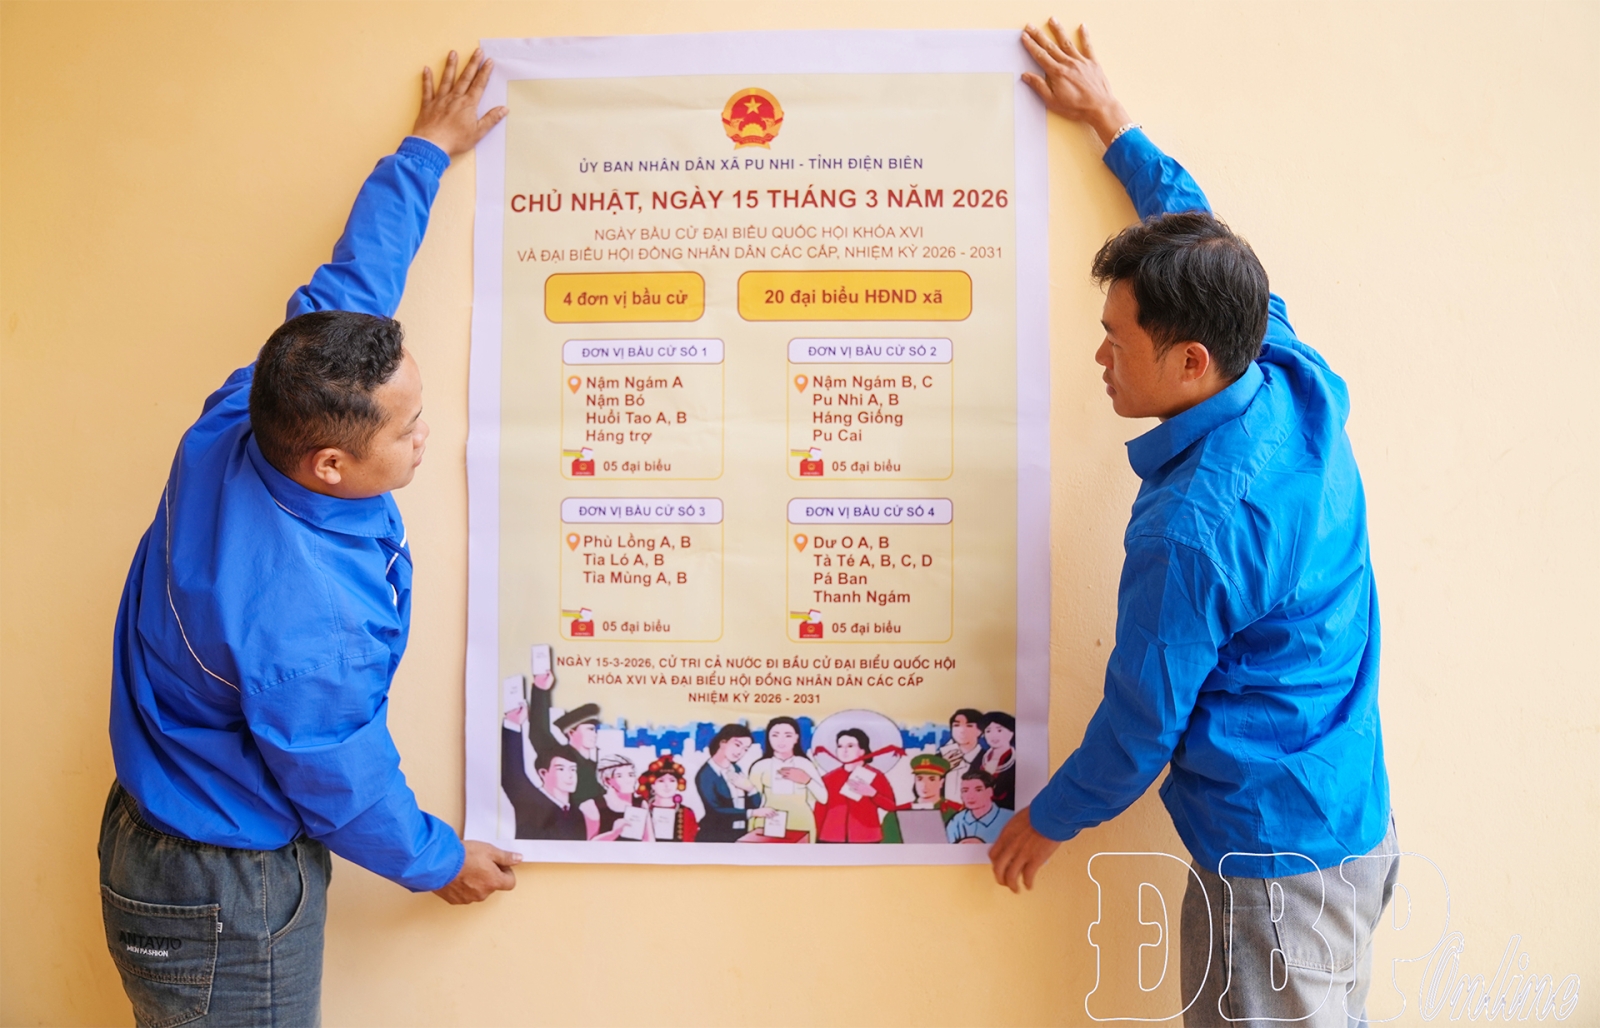 ỦY BAN NHÂN DÂN XÃ PU NHI - TỈNH ĐIỆN BIÊN
CHỦ NHẬT, NGÀY 15 THÁNG 3 NĂM 2026
NGÀY BẦU CỬ ĐẠI BIỂU QUỐC HỘI KHÓA XVI
VÀ ĐẠI BIỂU HỘI ĐỒNG NHÂN DÂN CÁC CẤP, NHIỆM KỲ 2026 - 2031
4 đơn vị bầu cử
20 đại biểu HĐND xã
ĐƠN VỊ BẦU CỬ SỐ 1
Nậm Ngám A
Nậm Bó
Huổi Tao A, B
Háng trợ
05 đại biểu
ĐƠN VỊ BẦU CỬ SỐ 2
Nậm Ngám B, C
Pu Nhi A, B
Háng Giống
Pu Cai
05 đại biểu
ĐƠN VỊ BẦU CỬ SỐ 3
Phù Lồng A, B
Tìa Ló A, B
Tìa Mùng A, B
05 đại biểu
ĐƠN VỊ BẦU CỬ SỐ 4
Dư O A, B
Tà Té A, B, C, D
Pá Ban
Thanh Ngám
05 đại biểu
NGÀY 15-3-2026, CỬ TRI CẢ NƯỚC ĐI BẦU CỬ ĐẠI BIỂU QUỐC HỘI
KHÓA XVI VÀ ĐẠI BIỂU HỘI ĐỒNG NHÂN DÂN CÁC CẤP
NHIỆM KỲ 2026 - 2031
ANTAVIO
MEN FASHION
ĐBP Online